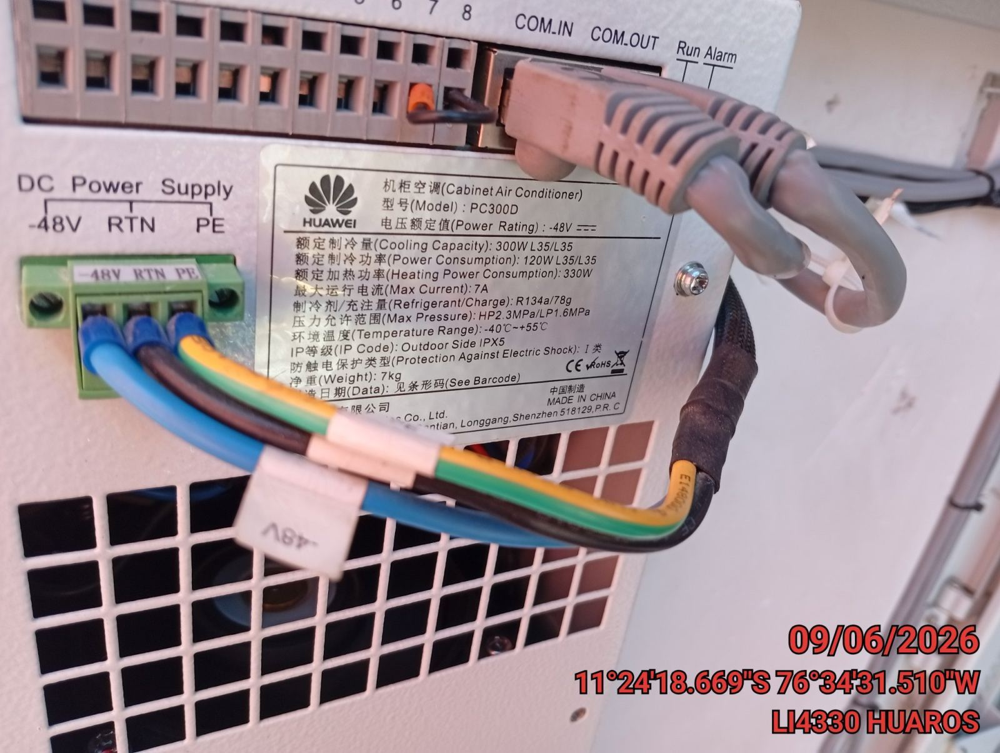 6 7 8
COM_IN COM_OUT
Run Alarm
DC Power Supply
-48V RTN PE
-48V RTN PE
HUAWEI
机柜空调(Cabinet Air Conditioner)
型号(Model) : PC300D
电压额定值(Power Rating) : -48V
额定制冷量(Cooling Capacity): 300W L35/L35
额定制冷功率(Power Consumption): 120W L35/L35
额定加热功率(Heating Power Consumption): 330W
最大运行电流(Max Current): 7A
制冷剂/充注量(Refrigerant/Charge): R134a/78g
压力允许范围(Max Pressure): HP2.3MPa/LP1.6MPa
环境温度(Temperature Range): -40℃~+55℃
IP等级(IP Code): Outdoor Side IPX5
防触电保护类型(Protection Against Electric Shock): I 类
净重(Weight): 7kg
CE RoHS
日期(Data): 见条形码(See Barcode)
中国制造
MADE IN CHINA
有限公司
Co., Ltd.
Longgang, Shenzhen 518129, P.R. C
-48V
09/06/2026
11°24'18.669"S 76°34'31.510"W
LI4330 HUAROS